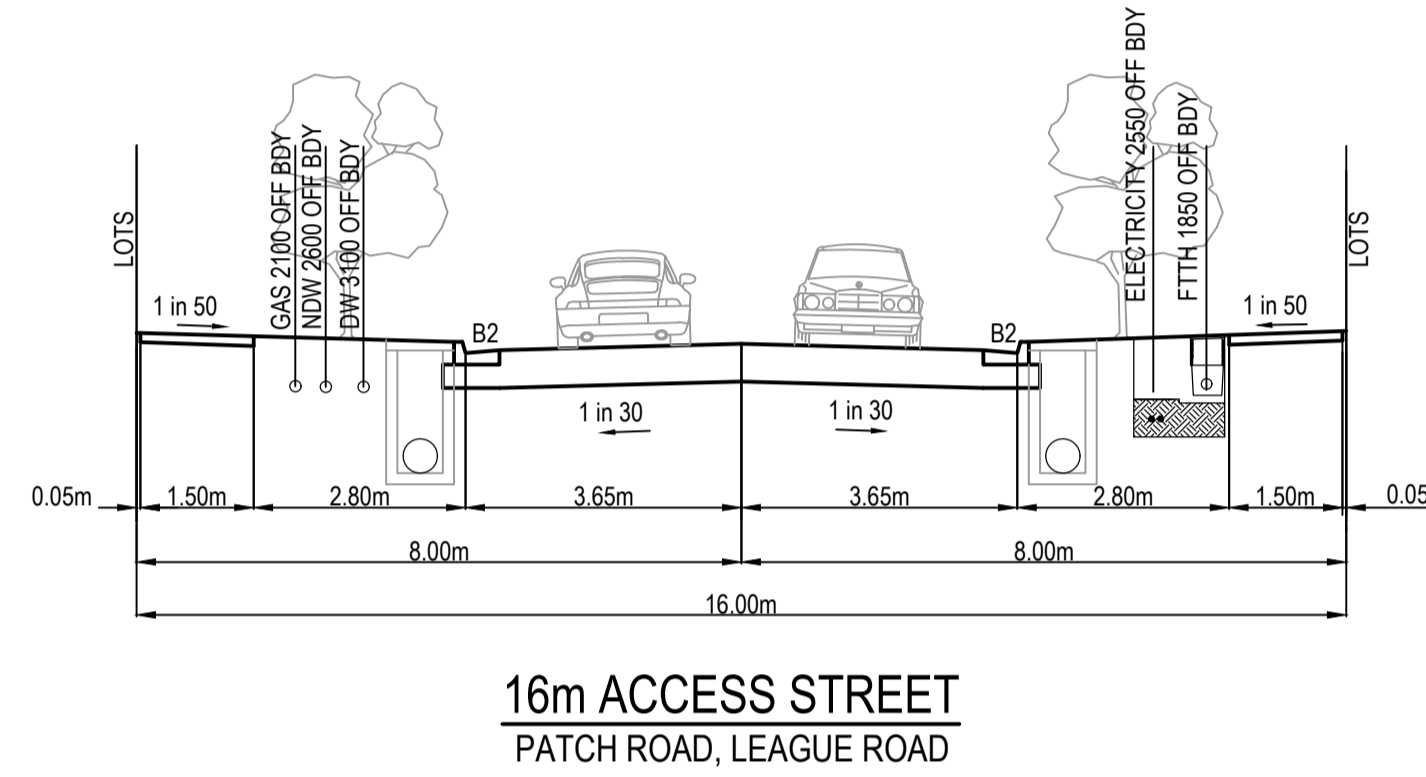 LOTS
GAS 2100 OFF BDY
NDW 2600 OFF BDY
DW 3100 OFF BDY
ELECTRICITY 2550 OFF BDY
FTTH 1850 OFF BDY
LOTS
1 in 50
B2
B2
1 in 50
1 in 30
1 in 30
0.05m
1.50m
2.80m
3.65m
3.65m
2.80m
1.50m
0.05
8.00m
8.00m
16.00m
16m ACCESS STREET
PATCH ROAD, LEAGUE ROAD